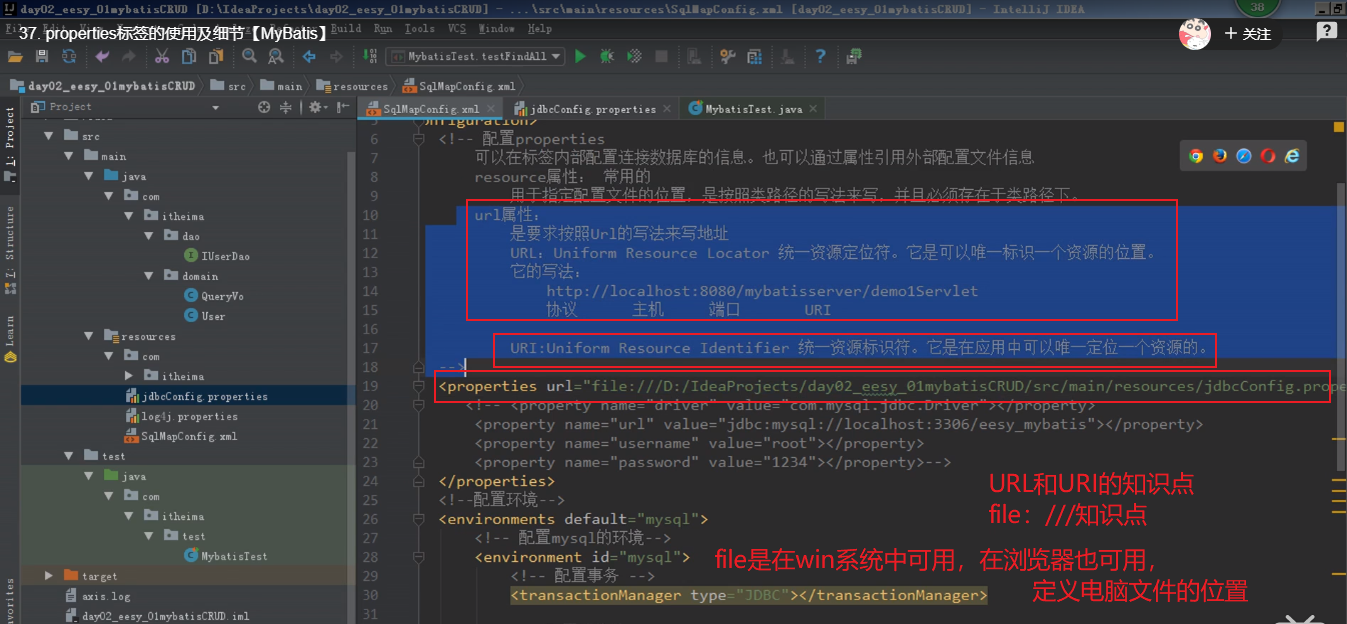 day02_eesy_01mybatisCRUD [D:\IdeaProjects\day02_eesy_01mybatisCRUD] - ...\src\main\resources\SqlMapConfig.xml [day02_eesy_01mybatisCRUD] - IntelliJ IDEA
38
37. properties标签的使用及细节【MyBatis】
Build Run Tools VCS Window Help
+ 关注
MybatisTest.testFindAll
day02_eesy_01mybatisCRUD src main resources SqlMapConfig.xml
Project
SqlMapConfig.xml jdbcConfig.properties MybatisTest.java
1: Project
Z: Structure
Learn
avorites
src
main
java
com
itheima
dao
IUserDao
domain
QueryVo
User
resources
com
itheima
jdbcConfig.properties
log4j.properties
SqlMapConfig.xml
test
java
com
itheima
test
MybatisTest
target
axis.log
day02_eesy_01mybatisCRUD.iml
5 onfiguration>
6 <!-- 配置properties
7 可以在标签内部配置连接数据库的信息。也可以通过属性引用外部配置文件信息
8 resource属性： 常用的
9 用于指定配置文件的位置，是按照类路径的写法来写，并且必须存在于类路径下。
10 url属性：
11 是要求按照Url的写法来写地址
12 URL：Uniform Resource Locator 统一资源定位符。它是可以唯一标识一个资源的位置。
13 它的写法：
14 http://localhost:8080/mybatisserver/demo1Servlet
15 协议 主机 端口 URI
16
17 URI:Uniform Resource Identifier 统一资源标识符。它是在应用中可以唯一定位一个资源的。
18 -->
19 <properties url="file:///D:/IdeaProjects/day02_eesy_01mybatisCRUD/src/main/resources/jdbcConfig.prope
20 <!-- <property name="driver" value="com.mysql.jdbc.Driver"></property>
21 <property name="url" value="jdbc:mysql://localhost:3306/eesy_mybatis"></property>
22 <property name="username" value="root"></property>
23 <property name="password" value="1234"></property>-->
24 </properties>
25 <!--配置环境-->
26 <environments default="mysql">
27 <!-- 配置mysql的环境-->
28 <environment id="mysql">
29 <!-- 配置事务 -->
30 <transactionManager type="JDBC"></transactionManager>
31
URL和URI的知识点
file：///知识点
file是在win系统中可用，在浏览器也可用，
定义电脑文件的位置